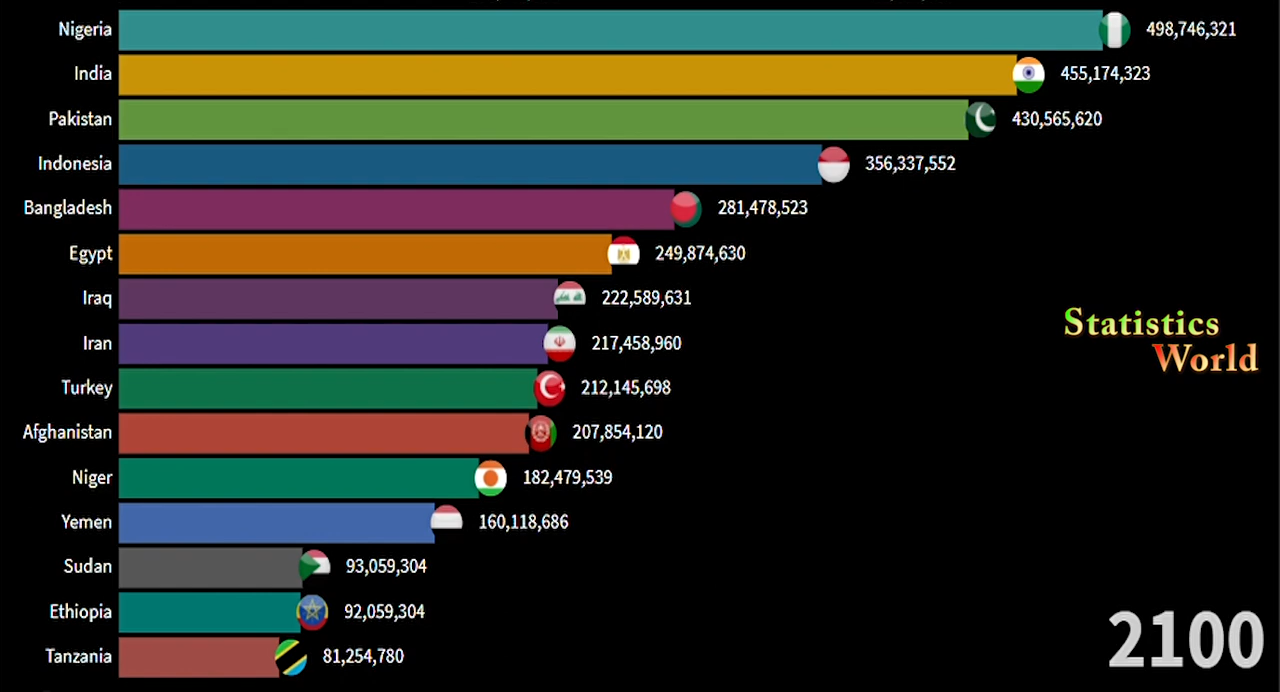 Nigeria 498,746,321
India 455,174,323
Pakistan 430,565,620
Indonesia 356,337,552
Bangladesh 281,478,523
Egypt 249,874,630
Iraq 222,589,631
Iran 217,458,960
Turkey 212,145,698
Afghanistan 207,854,120
Niger 182,479,539
Yemen 160,118,686
Sudan 93,059,304
Ethiopia 92,059,304
Tanzania 81,254,780
Statistics
World
2100